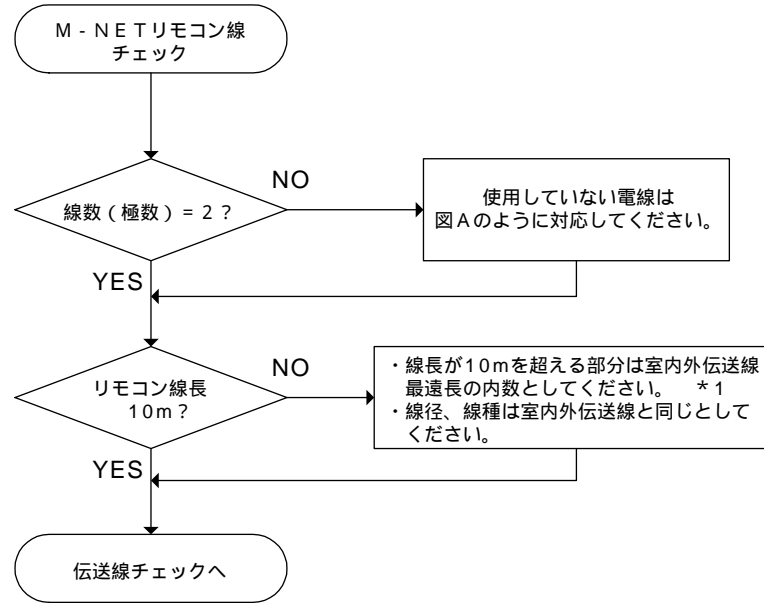 M-NETリモコン線
チェック
線数(極数)=2?
NO
使用していない電線は
図Aのように対応してください。
YES
リモコン線長
10m?
NO
・線長が10mを超える部分は室内外伝送線
最遠長の内数としてください。 *1
・線径、線種は室内外伝送線と同じとして
ください。
YES
伝送線チェックへ